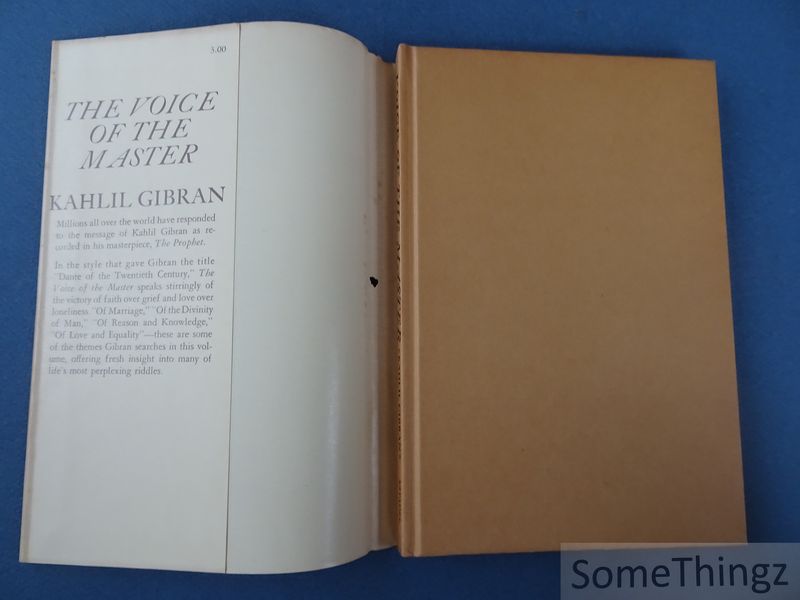 3.00
THE VOICE
OF THE
MASTER
KAHLIL GIBRAN
Millions all over the world have responded
to the message of Kahlil Gibran as re-
corded in his masterpiece, The Prophet.
In the style that gave Gibran the title
"Dante of the Twentieth Century," The
Voice of the Master speaks stirringly of
the victory of faith over grief and love over
loneliness. "Of Marriage," "Of the Divinity
of Man," "Of Reason and Knowledge,"
"Of Love and Equality"—these are some
of the themes Gibran searches in this vol-
ume, offering fresh insight into many of
life's most perplexing riddles.
SomeThingz